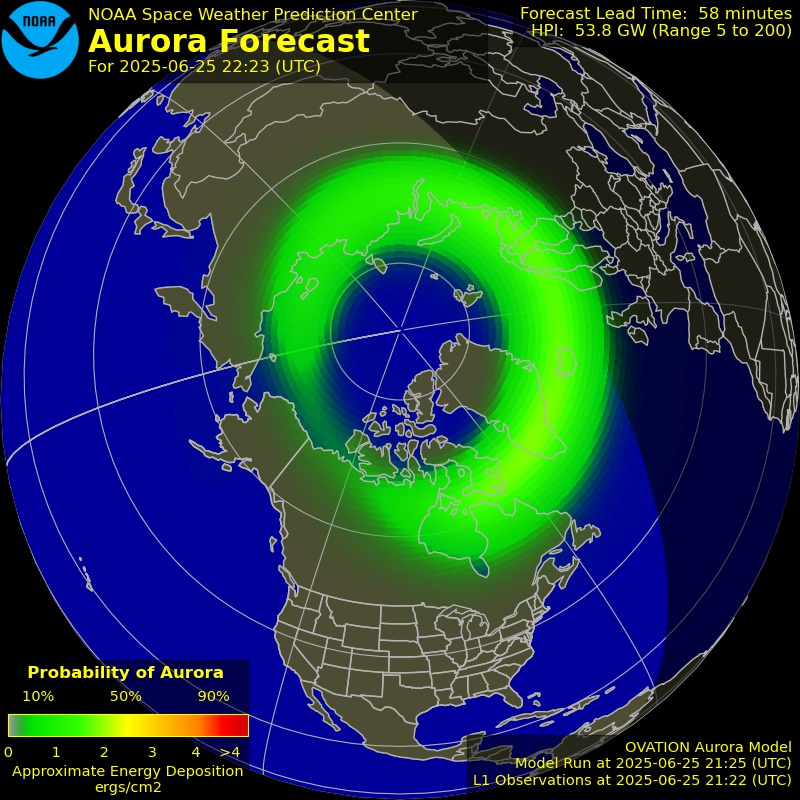 NOAA
NOAA Space Weather Prediction Center
Aurora Forecast
For 2025-06-25 22:23 (UTC)
Forecast Lead Time: 58 minutes
HPI: 53.8 GW (Range 5 to 200)
Probability of Aurora
10% 50% 90%
0 1 2 3 4 >4
Approximate Energy Deposition
ergs/cm2
OVATION Aurora Model
Model Run at 2025-06-25 21:25 (UTC)
L1 Observations at 2025-06-25 21:22 (UTC)